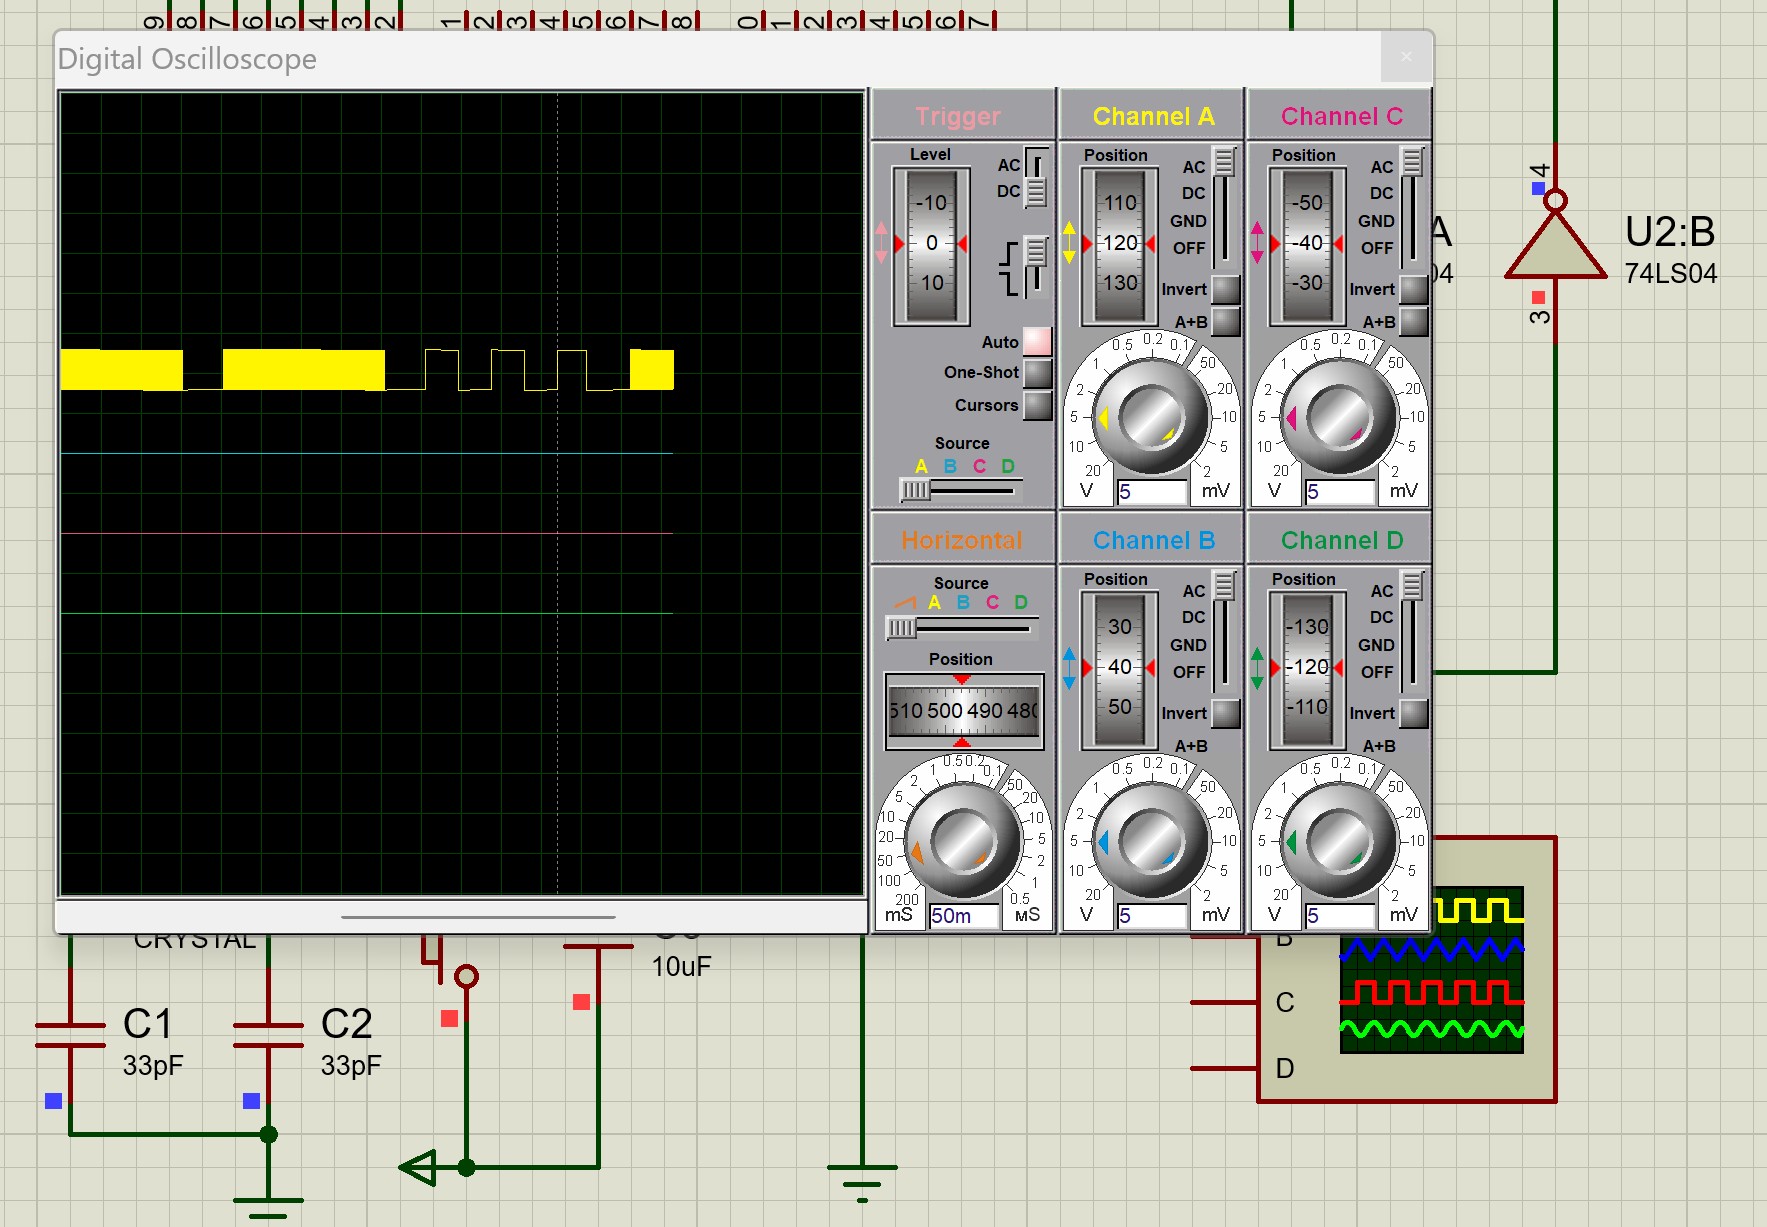 9 8 7 6 5 4 3 2 1 2 3 4 5 6 7 8 0 1 2 3 4 5 6 7
Digital Oscilloscope
Trigger
Level
AC
DC
-10
0
10
Auto
One-Shot
Cursors
Source
A B C D
Channel A
Position
AC
DC
GND
OFF
110
120
130
Invert
A+B
20 10 5 2 1 0.5 0.2 0.1 50 20 10 5 2
V 5 mV
Channel C
Position
AC
DC
GND
OFF
-50
-40
-30
Invert
A+B
20 10 5 2 1 0.5 0.2 0.1 50 20 10 5 2
V 5 mV
Horizontal
Source
A B C D
Position
510 500 490 480
200 100 50 20 10 5 2 1 0.5 0.2 0.1 50 20 10 5 2 1 0.5
mS 50m мS
Channel B
Position
AC
DC
GND
OFF
30
40
50
Invert
A+B
20 10 5 2 1 0.5 0.2 0.1 50 20 10 5 2
V 5 mV
Channel D
Position
AC
DC
GND
OFF
-130
-120
-110
Invert
A+B
20 10 5 2 1 0.5 0.2 0.1 50 20 10 5 2
V 5 mV
4
A
04
U2:B
74LS04
3
CRYSTAL
10uF
C1
33pF
C2
33pF
B
C
D